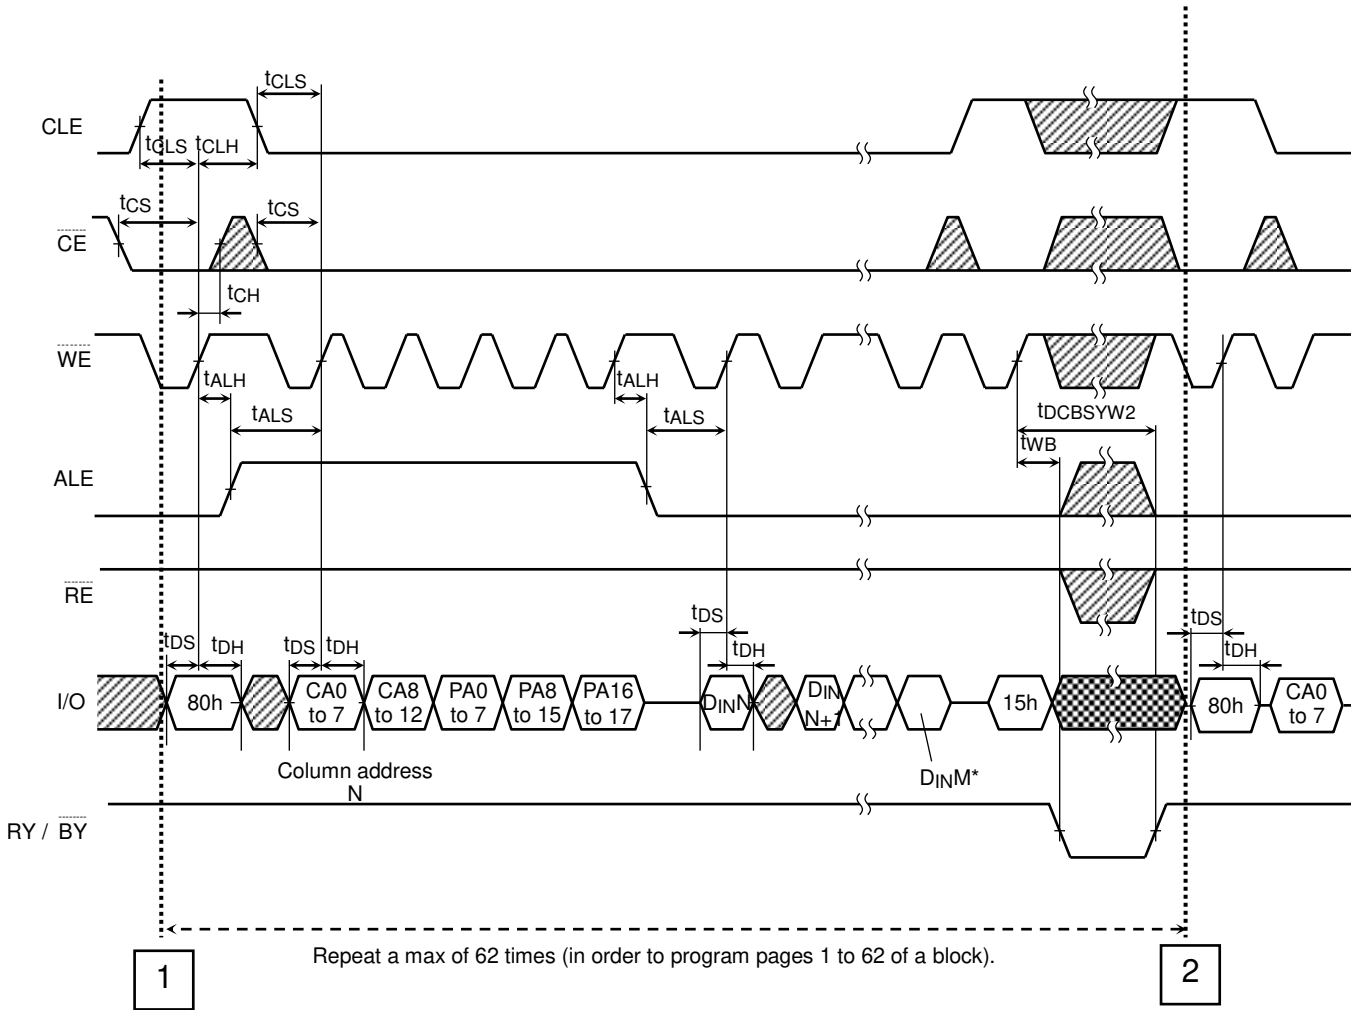 tCLS
CLE
tCLS tCLH
tCS tCS
CE
tCH
WE
tALH tALH
tALS tALS tDCBSYW2
tWB
ALE
RE
tDS tDH tDS tDH tDS tDH tDS tDH
I/O
80h
CA0 to 7
CA8 to 12
PA0 to 7
PA8 to 15
PA16 to 17
DINN
DIN N+1
15h
80h
CA0 to 7
DINM*
Column address
N
RY / BY
Repeat a max of 62 times (in order to program pages 1 to 62 of a block).
1
2